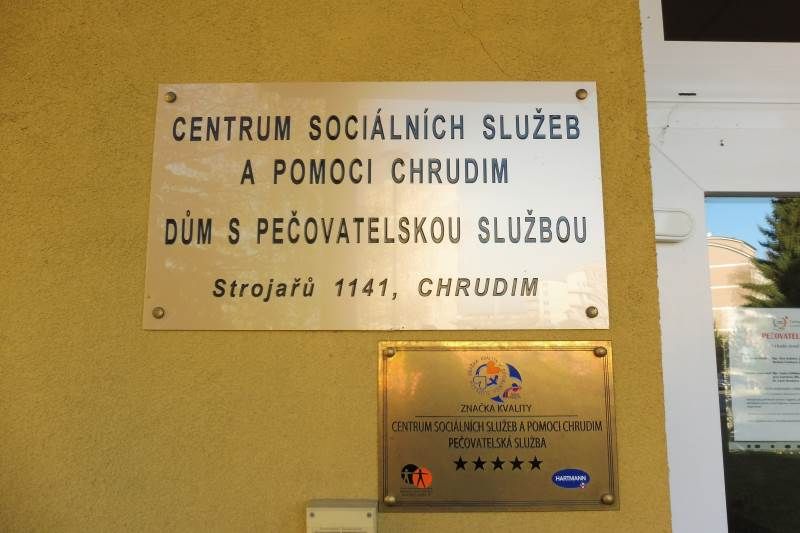 CENTRUM SOCIÁLNÍCH SLUŽEB
A POMOCI CHRUDIM
DŮM S PEČOVATELSKOU SLUŽBOU
Strojařů 1141, CHRUDIM
ZNAČKA KVALITY
CENTRUM SOCIÁLNÍCH SLUŽEB A POMOCI CHRUDIM
PEČOVATELSKÁ SLUŽBA
★★★★★
HARTMANN